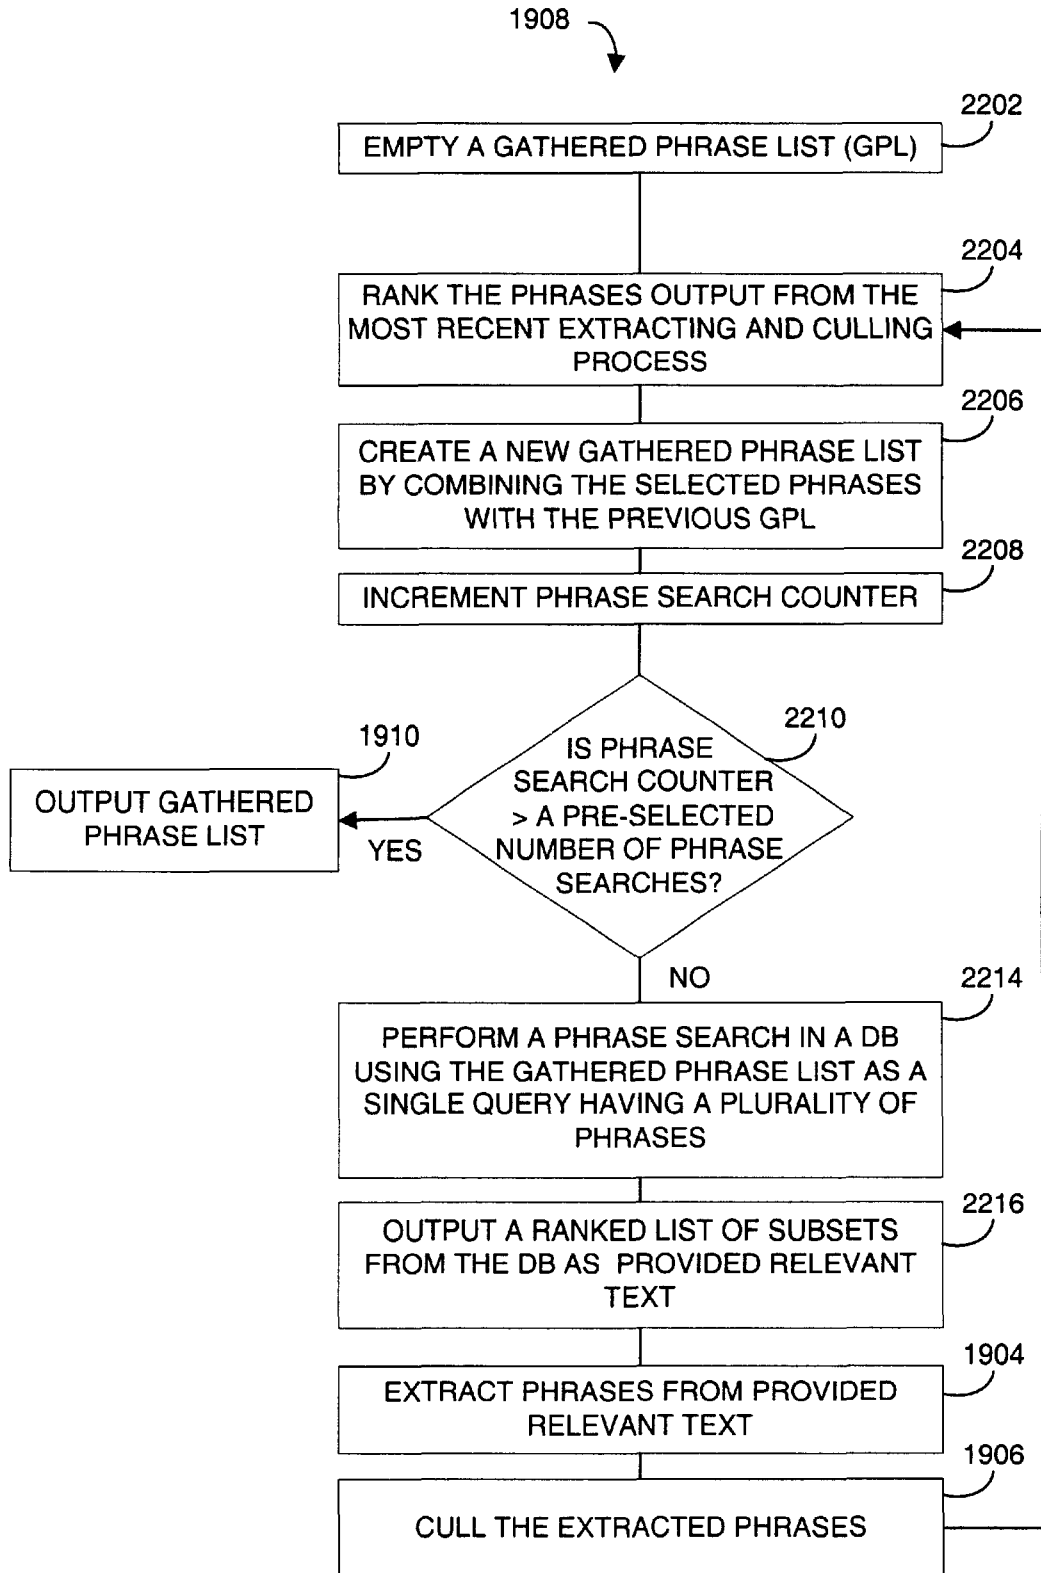 1908
2202
EMPTY A GATHERED PHRASE LIST (GPL)
2204
RANK THE PHRASES OUTPUT FROM THE
MOST RECENT EXTRACTING AND CULLING
PROCESS
2206
CREATE A NEW GATHERED PHRASE LIST
BY COMBINING THE SELECTED PHRASES
WITH THE PREVIOUS GPL
2208
INCREMENT PHRASE SEARCH COUNTER
2210
IS PHRASE
SEARCH COUNTER
> A PRE-SELECTED
NUMBER OF PHRASE
SEARCHES?
1910
OUTPUT GATHERED
PHRASE LIST
YES
NO
2214
PERFORM A PHRASE SEARCH IN A DB
USING THE GATHERED PHRASE LIST AS A
SINGLE QUERY HAVING A PLURALITY OF
PHRASES
2216
OUTPUT A RANKED LIST OF SUBSETS
FROM THE DB AS PROVIDED RELEVANT
TEXT
1904
EXTRACT PHRASES FROM PROVIDED
RELEVANT TEXT
1906
CULL THE EXTRACTED PHRASES